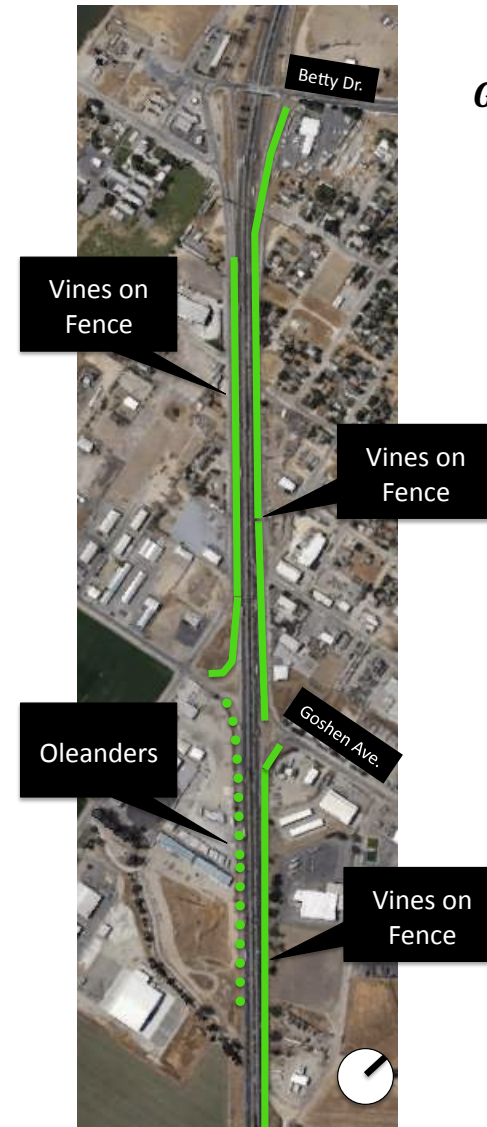 Betty Dr.
G
Vines on
Fence
Vines on
Fence
Goshen Ave.
Oleanders
Vines on
Fence